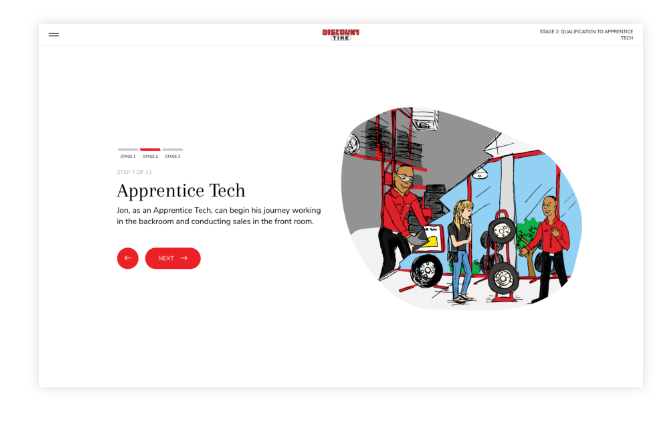 DISCOUNT
TIRE
STAGE 2: QUALIFICATION TO APPRENTICE
TECH
STAGE 1 STAGE 2 STAGE 3
STEP 7 OF 11
Apprentice Tech
Jon, as an Apprentice Tech, can begin his journey working
in the backroom and conducting sales in the front room.
← NEXT →